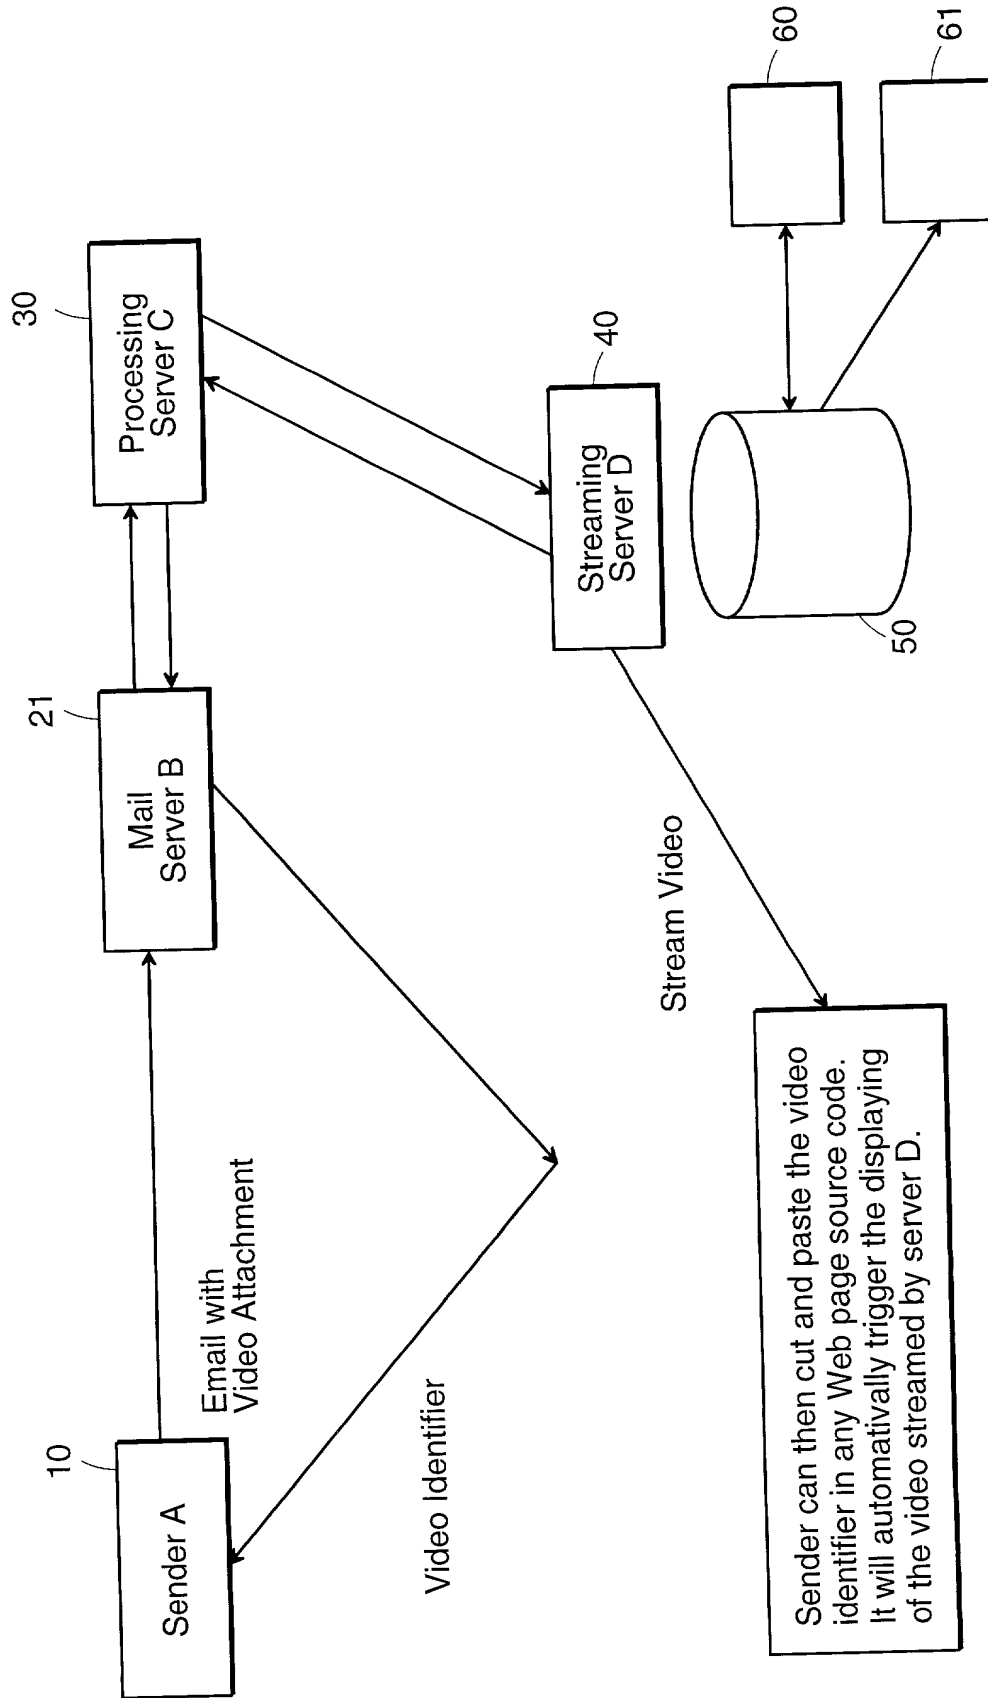 10
Sender A
Email with
Video Attachment
Video Identifier
21
Mail
Server B
30
Processing
Server C
40
Streaming
Server D
Stream Video
50
60
61
Sender can then cut and paste the video
identifier in any Web page source code.
It will automativally trigger the displaying
of the video streamed by server D.